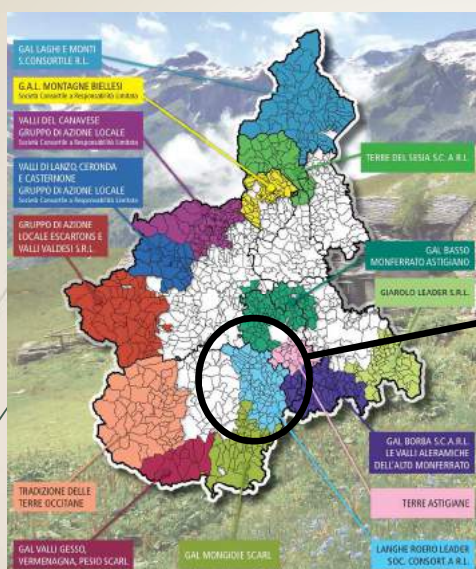 GAL LAGHI E MONTI
S.CONSORTILE R.L.
G.A.L. MONTAGNE BIELLESI
Società Consortile a Responsabilità Limitata
VALLI DEL CANAVESE
GRUPPO DI AZIONE LOCALE
Società Consortile a Responsabilità Limitata
VALLI DI LANZO, CERONDA
E CASTERNONE
GRUPPO DI AZIONE LOCALE
Società Consortile a Responsabilità Limitata
GRUPPO DI AZIONE
LOCALE ESCARTONS E
VALLI VALDESI S.R.L.
TRADIZIONE DELLE
TERRE OCCITANE
GAL VALLI GESSO,
VERMENAGNA, PESIO SCARL
GAL MONGIOIE SCARL
TERRE DEL SESIA S.C. A R.L.
GAL BASSO
MONFERRATO ASTIGIANO
GIAROLO LEADER S.R.L.
GAL BORBA S.C.A R.L.
LE VALLI ALERAMICHE
DELL'ALTO MONFERRATO
TERRE ASTIGIANE
LANGHE ROERO LEADER
SOC. CONSORT A R.L.